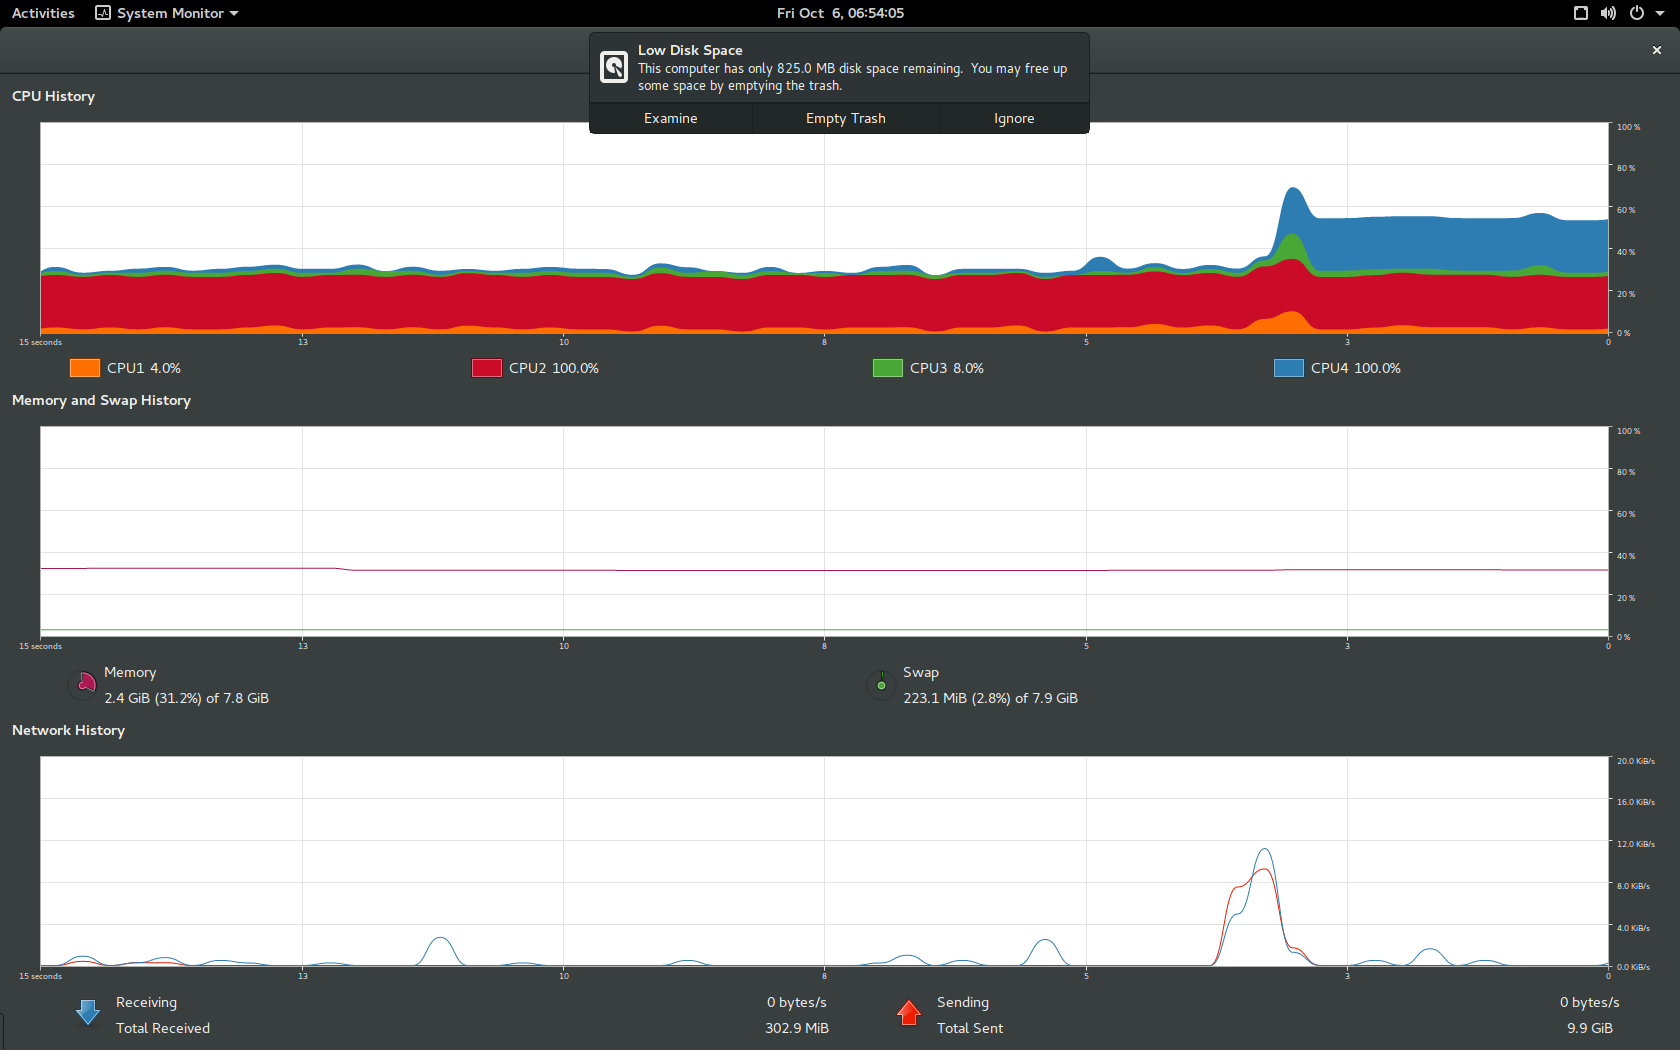 Activities System Monitor Fri Oct 6, 06:54:05
Low Disk Space
This computer has only 825.0 MB disk space remaining. You may free up
some space by emptying the trash.
Examine Empty Trash Ignore
CPU History
100 %
80 %
60 %
40 %
20 %
0 %
15 seconds 13 10 8 5 3 0
CPU1 4.0% CPU2 100.0% CPU3 8.0% CPU4 100.0%
Memory and Swap History
100 %
80 %
60 %
40 %
20 %
0 %
15 seconds 13 10 8 5 3 0
Memory
2.4 GiB (31.2%) of 7.8 GiB
Swap
223.1 MiB (2.8%) of 7.9 GiB
Network History
20.0 KiB/s
16.0 KiB/s
12.0 KiB/s
8.0 KiB/s
4.0 KiB/s
0.0 KiB/s
15 seconds 13 10 8 5 3 0
Receiving 0 bytes/s
Total Received 302.9 MiB
Sending 0 bytes/s
Total Sent 9.9 GiB